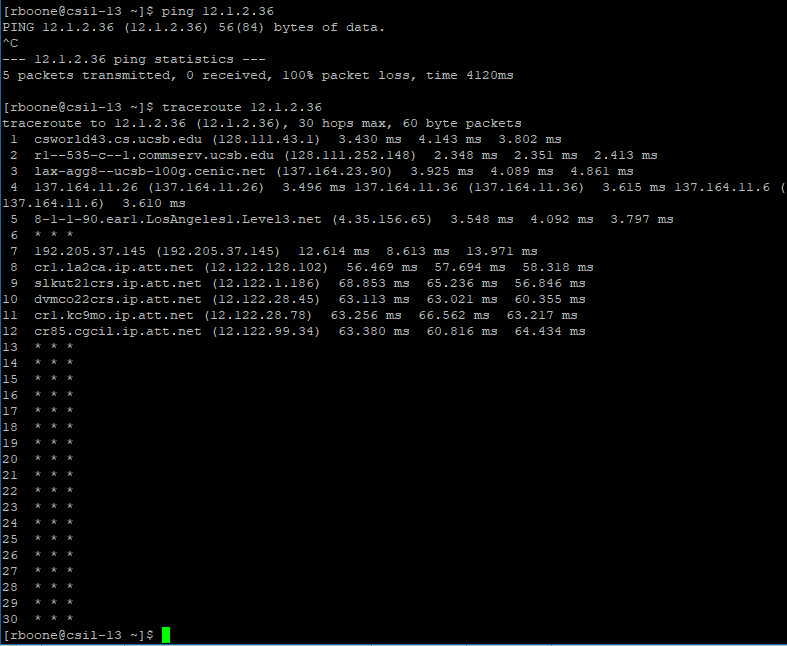 [rboone@csil-13 ~]$ ping 12.1.2.36
PING 12.1.2.36 (12.1.2.36) 56(84) bytes of data.
^C
--- 12.1.2.36 ping statistics ---
5 packets transmitted, 0 received, 100% packet loss, time 4120ms

[rboone@csil-13 ~]$ traceroute 12.1.2.36
traceroute to 12.1.2.36 (12.1.2.36), 30 hops max, 60 byte packets
 1  csworld43.cs.ucsb.edu (128.111.43.1)  3.430 ms  4.143 ms  3.802 ms
 2  r1--535-c--1.commserv.ucsb.edu (128.111.252.148)  2.348 ms  2.351 ms  2.413 ms
 3  lax-agg8--ucsb-100g.cenic.net (137.164.23.90)  3.925 ms  4.089 ms  4.861 ms
 4  137.164.11.26 (137.164.11.26)  3.496 ms 137.164.11.36 (137.164.11.36)  3.615 ms 137.164.11.6 (
137.164.11.6)  3.610 ms
 5  8-1-1-90.ear1.LosAngeles1.Level3.net (4.35.156.65)  3.548 ms  4.092 ms  3.797 ms
 6  * * *
 7  192.205.37.145 (192.205.37.145)  12.614 ms  8.613 ms  13.971 ms
 8  cr1.la2ca.ip.att.net (12.122.128.102)  56.469 ms  57.694 ms  58.318 ms
 9  slkut21crs.ip.att.net (12.122.1.186)  68.853 ms  65.236 ms  56.846 ms
10  dvmco22crs.ip.att.net (12.122.28.45)  63.113 ms  63.021 ms  60.355 ms
11  cr1.kc9mo.ip.att.net (12.122.28.78)  63.256 ms  66.562 ms  63.217 ms
12  cr85.cgcil.ip.att.net (12.122.99.34)  63.380 ms  60.816 ms  64.434 ms
13  * * *
14  * * *
15  * * *
16  * * *
17  * * *
18  * * *
19  * * *
20  * * *
21  * * *
22  * * *
23  * * *
24  * * *
25  * * *
26  * * *
27  * * *
28  * * *
29  * * *
30  * * *
[rboone@csil-13 ~]$